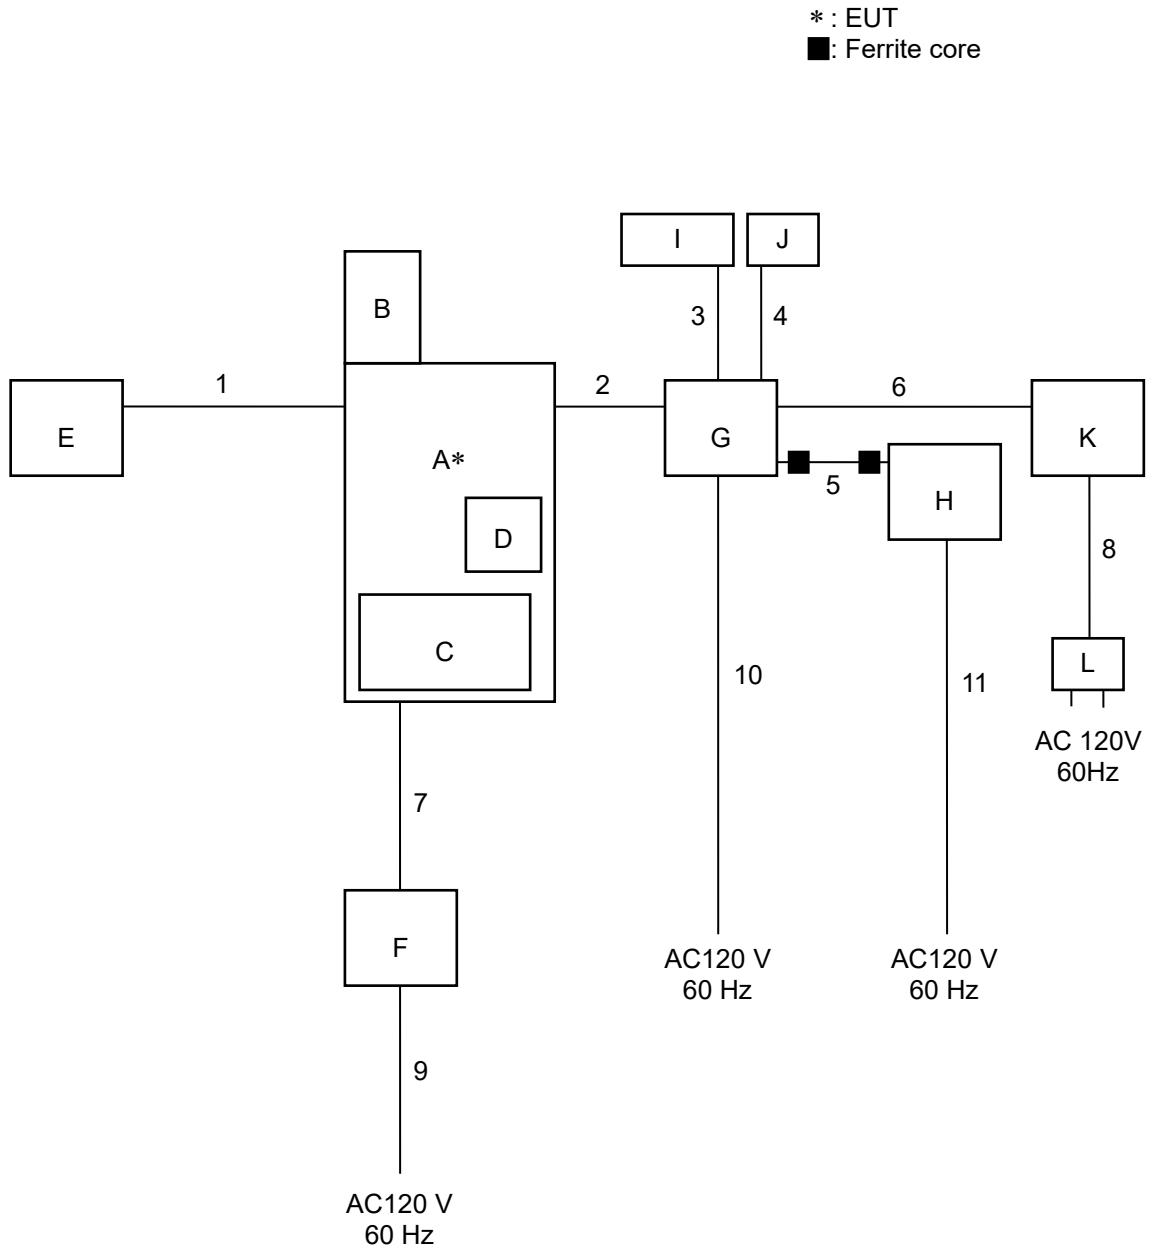 * : EUT
■: Ferrite core
I
J
B
3
4
1
2
6
E
G
K
A*
5
H
D
8
C
L
10
11
AC 120V
60Hz
7
F
AC120 V
60 Hz
AC120 V
60 Hz
9
AC120 V
60 Hz